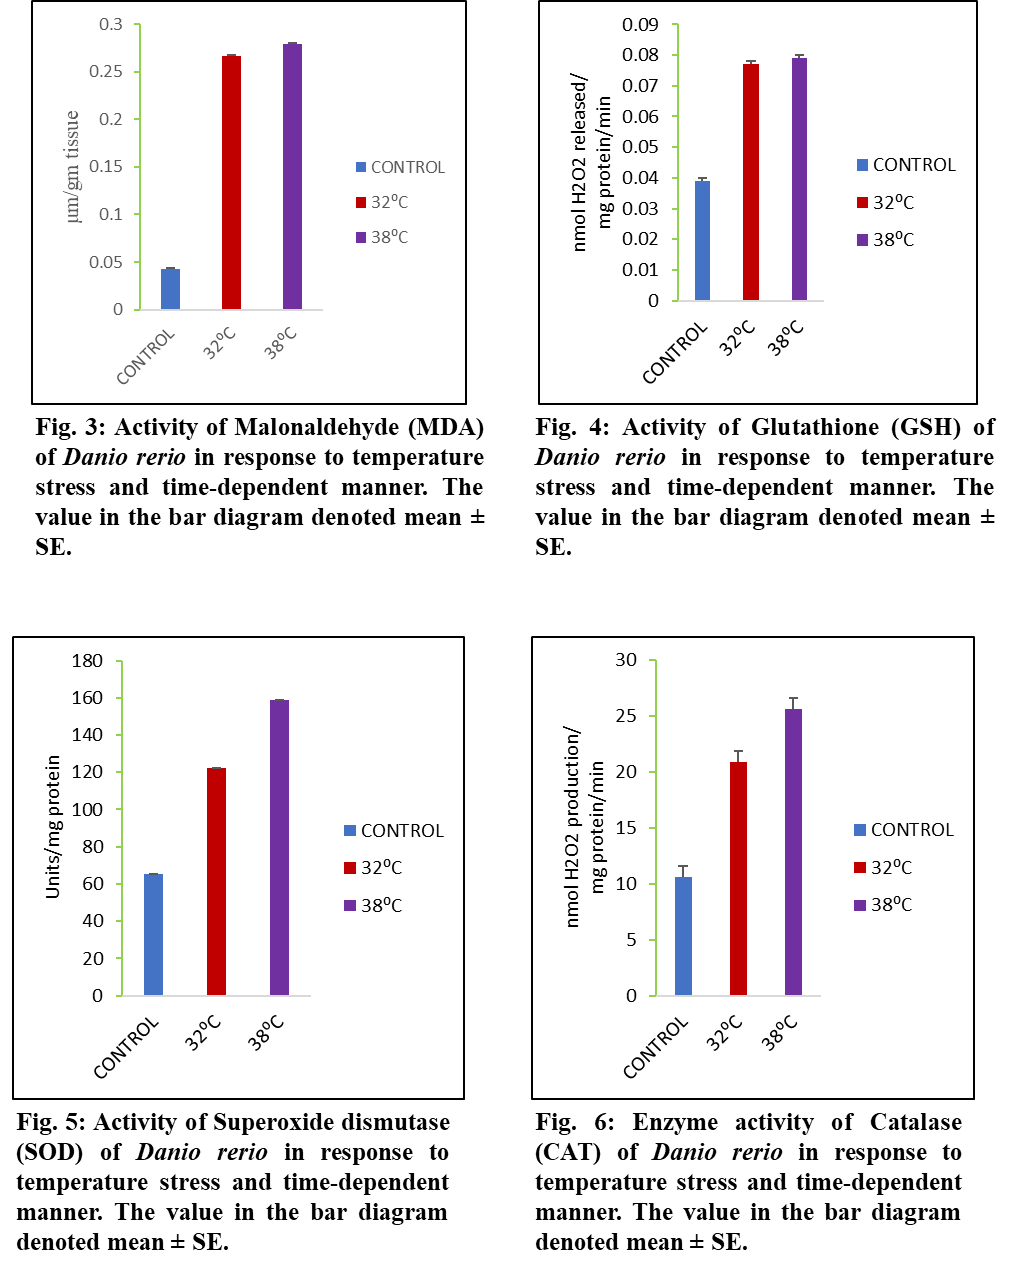 0.3
0.25
0.2
0.15
0.1
0.05
0
µm/gm tissue
CONTROL
32⁰C
38⁰C
CONTROL
32⁰C
38⁰C
Fig. 3: Activity of Malonaldehyde (MDA)
of Danio rerio in response to temperature
stress and time-dependent manner. The
value in the bar diagram denoted mean ±
SE.
0.09
0.08
0.07
0.06
0.05
0.04
0.03
0.02
0.01
0
nmol H2O2 released/
mg protein/min
CONTROL
32⁰C
38⁰C
CONTROL
32⁰C
38⁰C
Fig. 4: Activity of Glutathione (GSH) of
Danio rerio in response to temperature
stress and time-dependent manner. The
value in the bar diagram denoted mean ±
SE.
180
160
140
120
100
80
60
40
20
0
Units/mg protein
CONTROL
32⁰C
38⁰C
CONTROL
32⁰C
38⁰C
Fig. 5: Activity of Superoxide dismutase
(SOD) of Danio rerio in response to
temperature stress and time-dependent
manner. The value in the bar diagram
denoted mean ± SE.
30
25
20
15
10
5
0
nmol H2O2 production/
mg protein/min
CONTROL
32⁰C
38⁰C
CONTROL
32⁰C
38⁰C
Fig. 6: Enzyme activity of Catalase
(CAT) of Danio rerio in response to
temperature stress and time-dependent
manner. The value in the bar diagram
denoted mean ± SE.